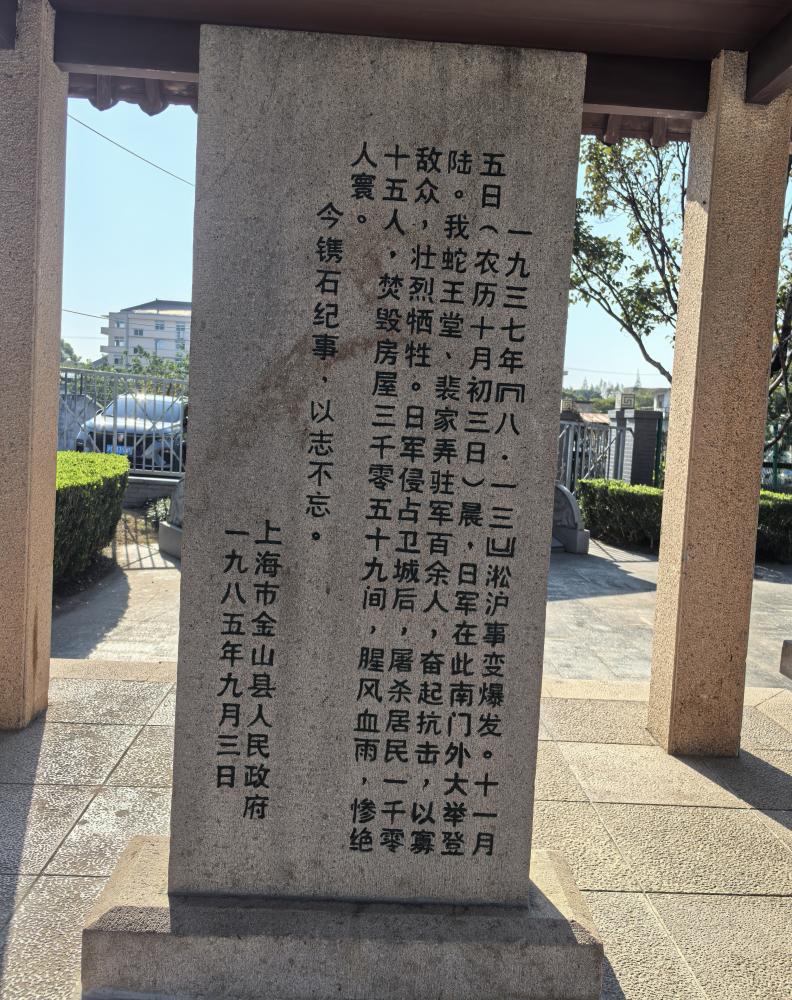 一九三七年『八·一三』淞沪事变爆发。十一月
五日(农历十月初三日)晨,日军在此南门外大举登
陆。我蛇王堂、裴家弄驻军百余人,奋起抗击,以寡
敌众,壮烈牺牲。日军侵占卫城后,屠杀居民一千零
十五人,焚毁房屋三千零五十九间,腥风血雨,惨绝
人寰。
今镌石纪事、以志不忘。
上海市金山县人民政府
一九八五年九月三日